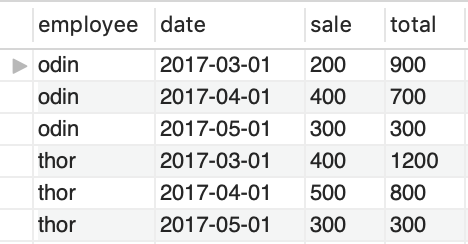 employee date sale total
odin 2017-03-01 200 900
odin 2017-04-01 400 700
odin 2017-05-01 300 300
thor 2017-03-01 400 1200
thor 2017-04-01 500 800
thor 2017-05-01 300 300